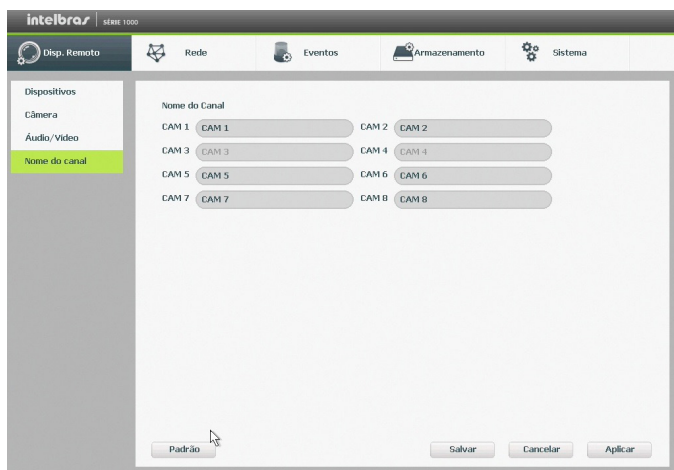 intelbras SÉRIE 1000
Disp. Remoto Rede Eventos Armazenamento Sistema
Dispositivos
Câmera
Áudio/Video
Nome do canal
Nome do Canal
CAM 1 CAM 1 CAM 2 CAM 2
CAM 3 CAM 3 CAM 4 CAM 4
CAM 5 CAM 5 CAM 6 CAM 6
CAM 7 CAM 7 CAM 8 CAM 8
Padrão Salvar Cancelar Aplicar